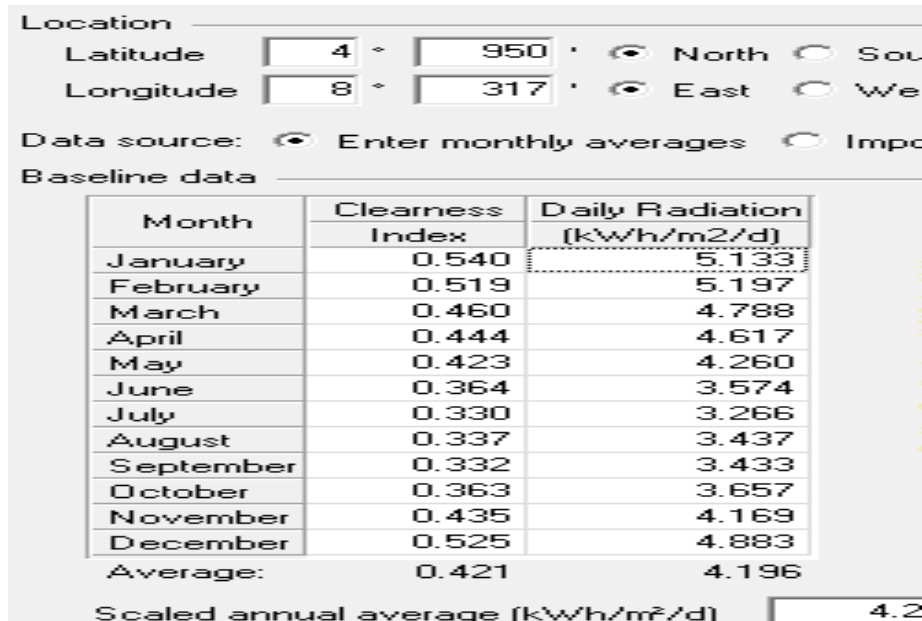 Location
Latitude 4 ° 950 ' North Sou
Longitude 8 ° 317 ' East We
Data source: Enter monthly averages Impo
Baseline data
Month Clearness Index Daily Radiation (kWh/m2/d)
January 0.540 5.133
February 0.519 5.197
March 0.460 4.788
April 0.444 4.617
May 0.423 4.260
June 0.364 3.574
July 0.330 3.266
August 0.337 3.437
September 0.332 3.433
October 0.363 3.657
November 0.435 4.169
December 0.525 4.883
Average: 0.421 4.196
Scaled annual average (kWh/m²/d) 4.2